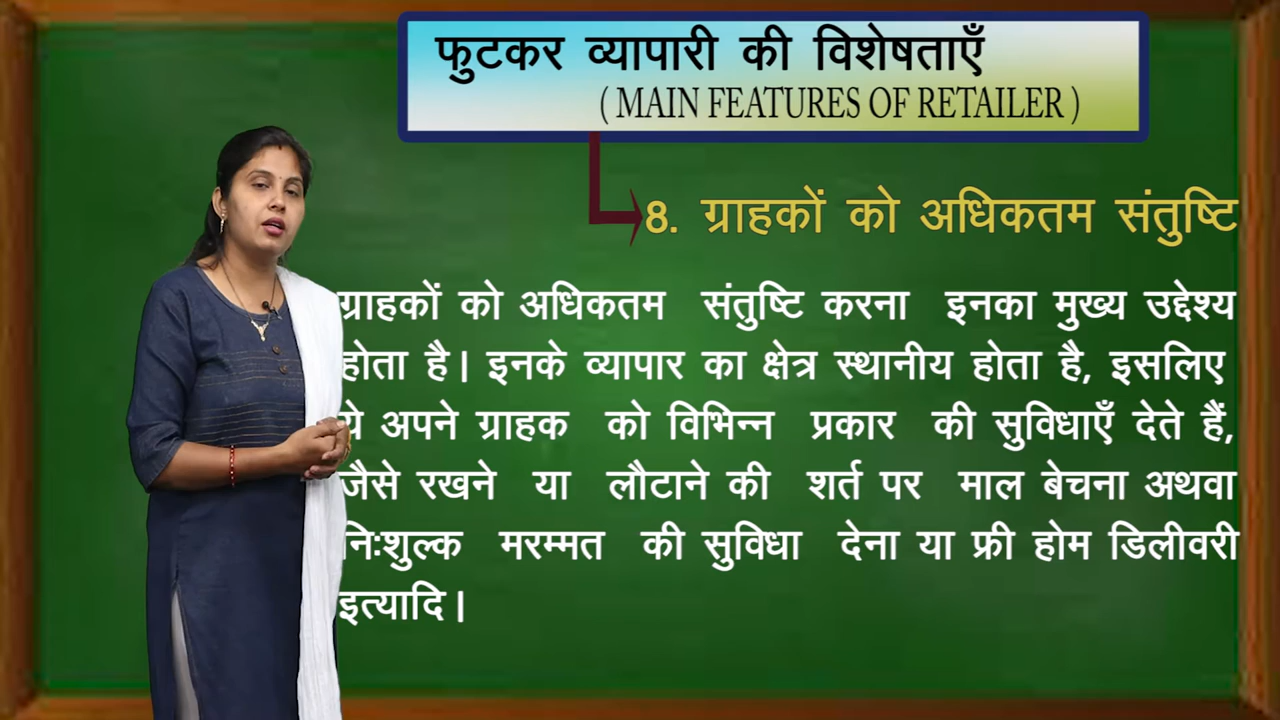 फुटकर व्यापारी की विशेषताएँ
( MAIN FEATURES OF RETAILER )
8. ग्राहकों को अधिकतम संतुष्टि
ग्राहकों को अधिकतम संतुष्टि करना इनका मुख्य उद्देश्य
होता है। इनके व्यापार का क्षेत्र स्थानीय होता है, इसलिए
ये अपने ग्राहक को विभिन्न प्रकार की सुविधाएँ देते हैं,
जैसे रखने या लौटाने की शर्त पर माल बेचना अथवा
निःशुल्क मरम्मत की सुविधा देना या फ्री होम डिलीवरी
इत्यादि।